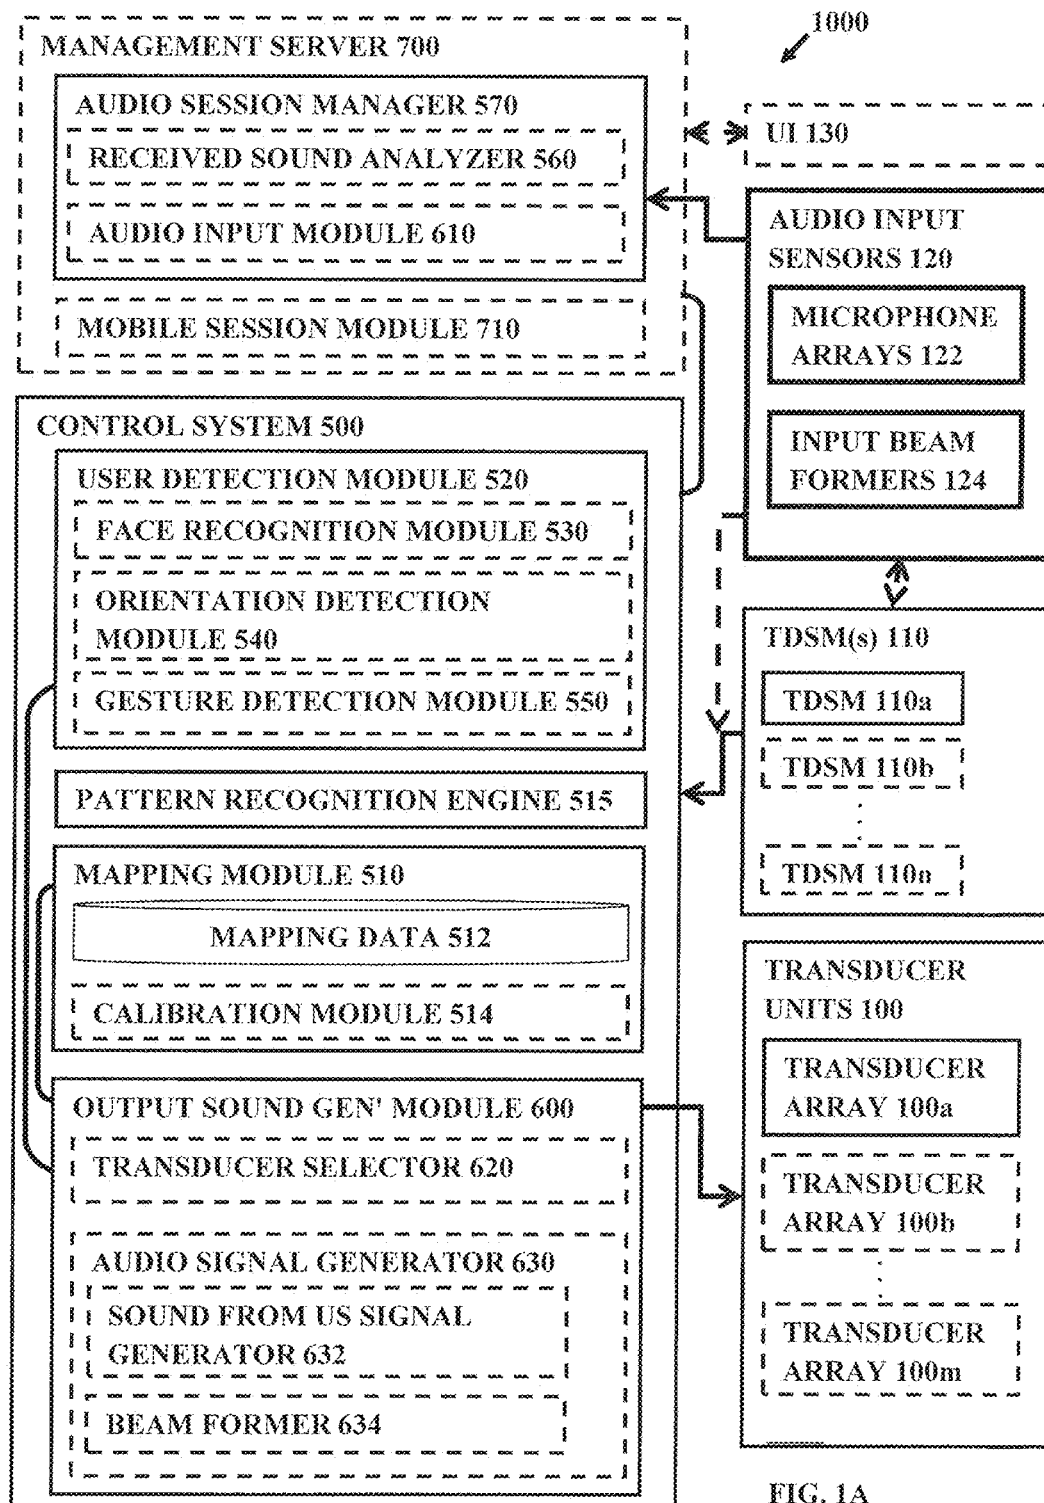 1000
MANAGEMENT SERVER 700
AUDIO SESSION MANAGER 570
RECEIVED SOUND ANALYZER 560
AUDIO INPUT MODULE 610
MOBILE SESSION MODULE 710
UI 130
AUDIO INPUT
SENSORS 120
MICROPHONE
ARRAYS 122
INPUT BEAM
FORMERS 124
CONTROL SYSTEM 500
USER DETECTION MODULE 520
FACE RECOGNITION MODULE 530
ORIENTATION DETECTION
MODULE 540
GESTURE DETECTION MODULE 550
PATTERN RECOGNITION ENGINE 515
MAPPING MODULE 510
MAPPING DATA 512
CALIBRATION MODULE 514
OUTPUT SOUND GEN' MODULE 600
TRANSDUCER SELECTOR 620
AUDIO SIGNAL GENERATOR 630
SOUND FROM US SIGNAL
GENERATOR 632
BEAM FORMER 634
TDSM(s) 110
TDSM 110a
TDSM 110b
TDSM 110n
TRANSDUCER
UNITS 100
TRANSDUCER
ARRAY 100a
TRANSDUCER
ARRAY 100b
TRANSDUCER
ARRAY 100m
FIG. 1A